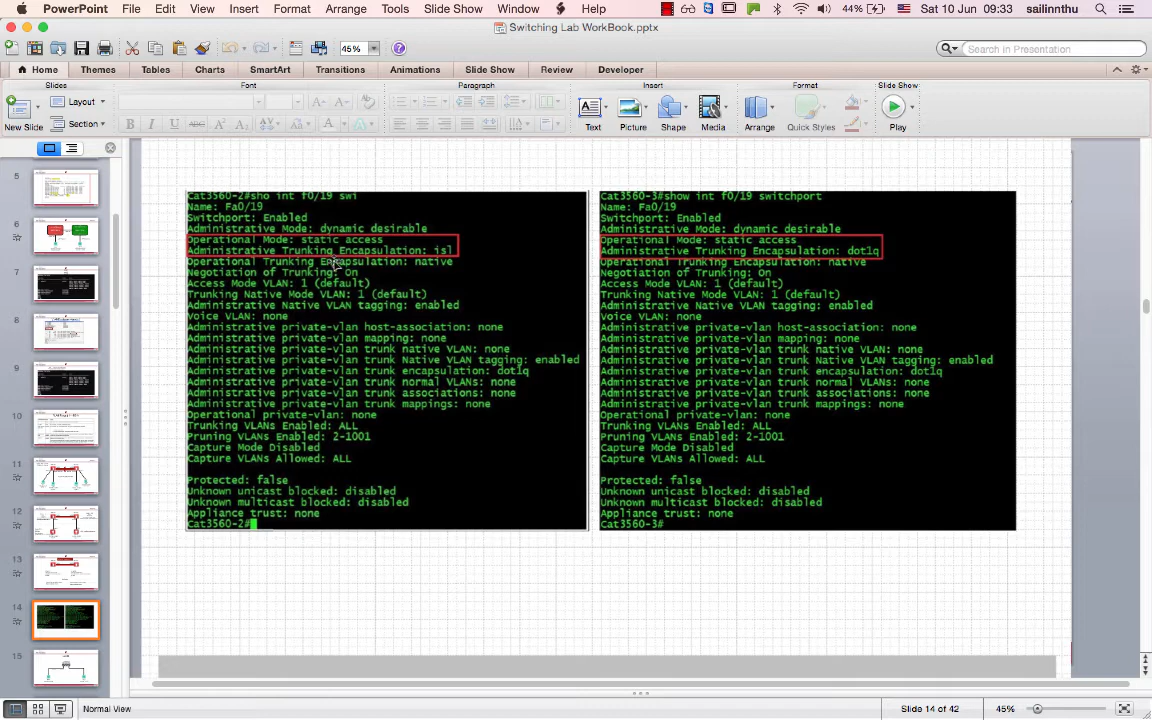 PowerPoint File Edit View Insert Format Arrange Tools Slide Show Window Help 44% Sat 10 Jun 09:33 sailinnthu
Switching Lab WorkBook.pptx
45% Search in Presentation
Home Themes Tables Charts SmartArt Transitions Animations Slide Show Review Developer
Slides Font Paragraph Insert Format Slide Show
New Slide Layout Section Text Picture Shape Media Arrange Quick Styles Play
Cat3560-2#sho int f0/19 swi
Name: Fa0/19
Switchport: Enabled
Administrative Mode: dynamic desirable
Operational Mode: static access
Administrative Trunking Encapsulation: isl
Operational Trunking Encapsulation: native
Negotiation of Trunking: On
Access Mode VLAN: 1 (default)
Trunking Native Mode VLAN: 1 (default)
Administrative Native VLAN tagging: enabled
Voice VLAN: none
Administrative private-vlan host-association: none
Administrative private-vlan mapping: none
Administrative private-vlan trunk native VLAN: none
Administrative private-vlan trunk Native VLAN tagging: enabled
Administrative private-vlan trunk encapsulation: dot1q
Administrative private-vlan trunk normal VLANs: none
Administrative private-vlan trunk associations: none
Administrative private-vlan trunk mappings: none
Operational private-vlan: none
Trunking VLANs Enabled: ALL
Pruning VLANs Enabled: 2-1001
Capture Mode Disabled
Capture VLANs Allowed: ALL
Protected: false
Unknown unicast blocked: disabled
Unknown multicast blocked: disabled
Appliance trust: none
Cat3560-2#
Cat3560-3#show int f0/19 switchport
Name: Fa0/19
Switchport: Enabled
Administrative Mode: dynamic desirable
Operational Mode: static access
Administrative Trunking Encapsulation: dot1q
Operational Trunking Encapsulation: native
Negotiation of Trunking: On
Access Mode VLAN: 1 (default)
Trunking Native Mode VLAN: 1 (default)
Administrative Native VLAN tagging: enabled
Voice VLAN: none
Administrative private-vlan host-association: none
Administrative private-vlan mapping: none
Administrative private-vlan trunk native VLAN: none
Administrative private-vlan trunk Native VLAN tagging: enabled
Administrative private-vlan trunk encapsulation: dot1q
Administrative private-vlan trunk normal VLANs: none
Administrative private-vlan trunk associations: none
Administrative private-vlan trunk mappings: none
Operational private-vlan: none
Trunking VLANs Enabled: ALL
Pruning VLANs Enabled: 2-1001
Capture Mode Disabled
Capture VLANs Allowed: ALL
Protected: false
Unknown unicast blocked: disabled
Unknown multicast blocked: disabled
Appliance trust: none
Cat3560-3#
5
6
7
8
9
10
11
12
13
14
15
Normal View Slide 14 of 42 45%